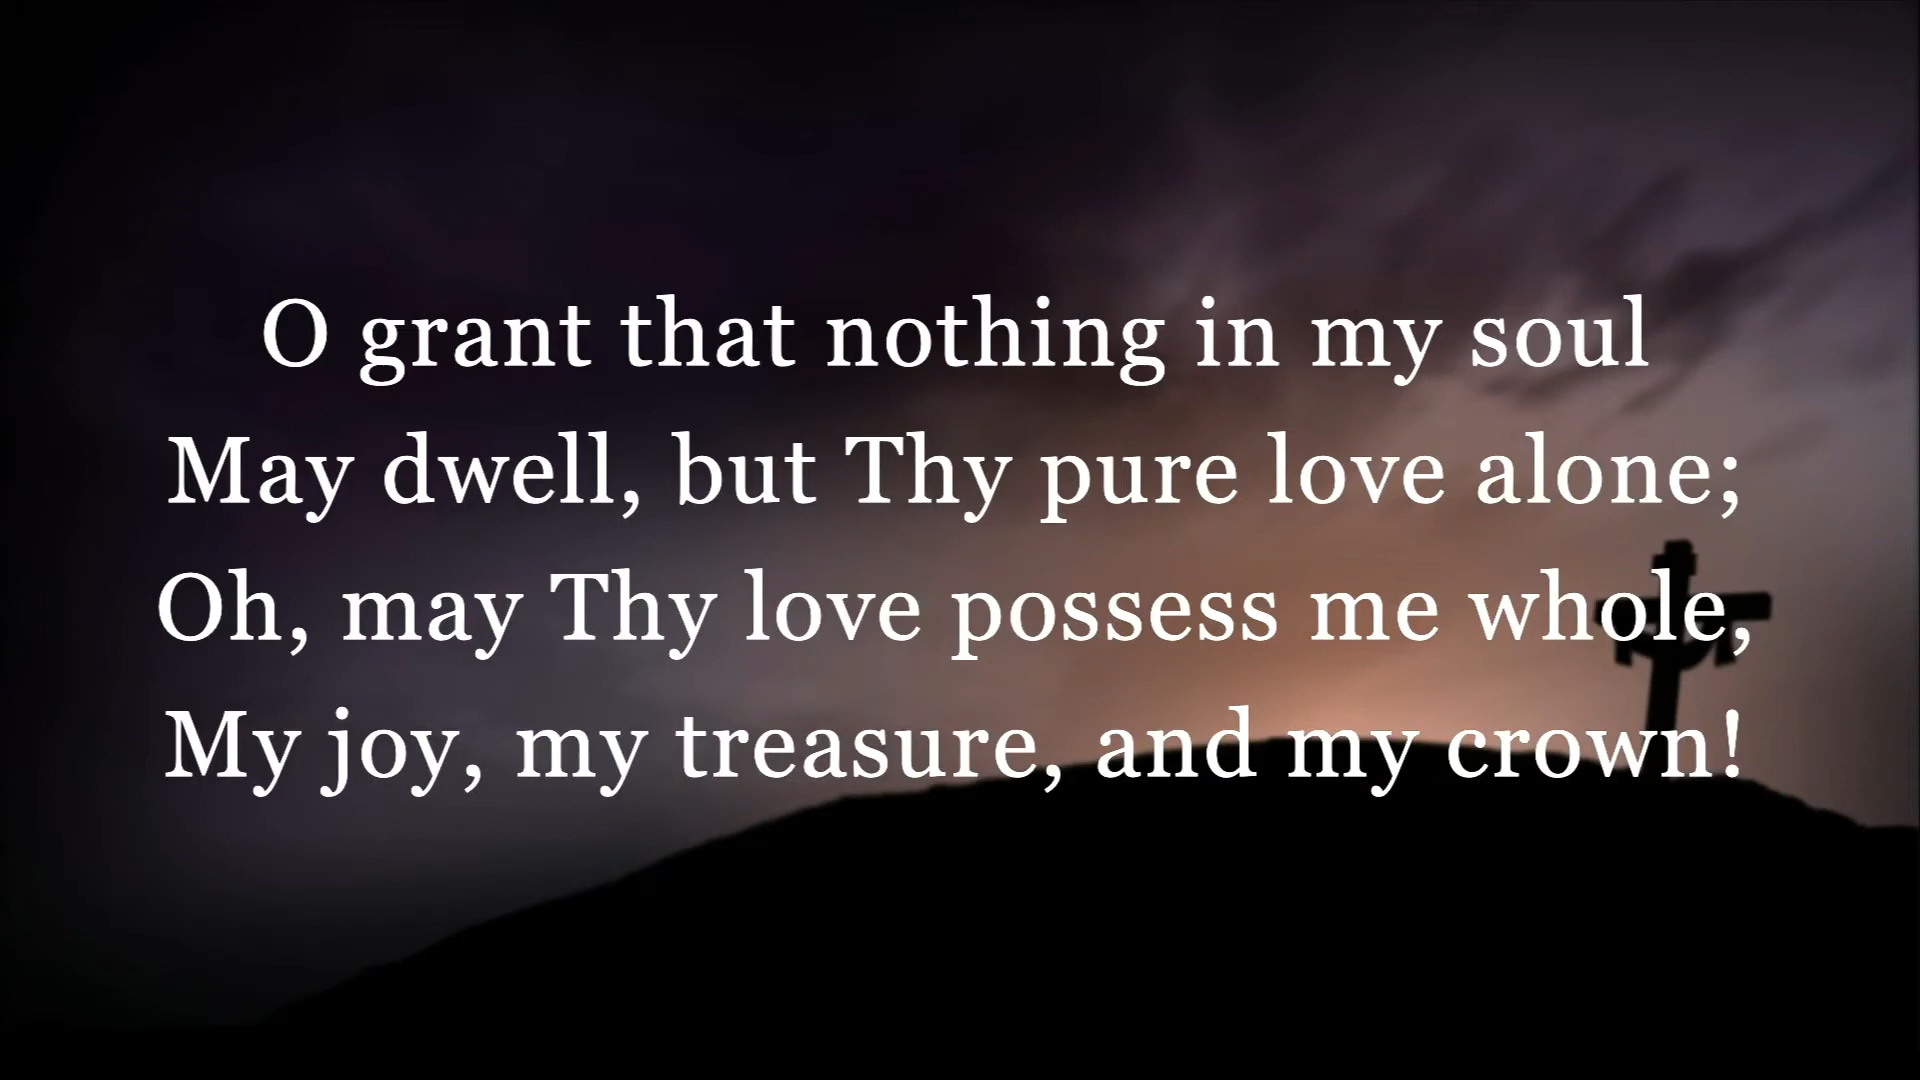 O grant that nothing in my soul
May dwell, but Thy pure love alone;
Oh, may Thy love possess me whole,
My joy, my treasure, and my crown!